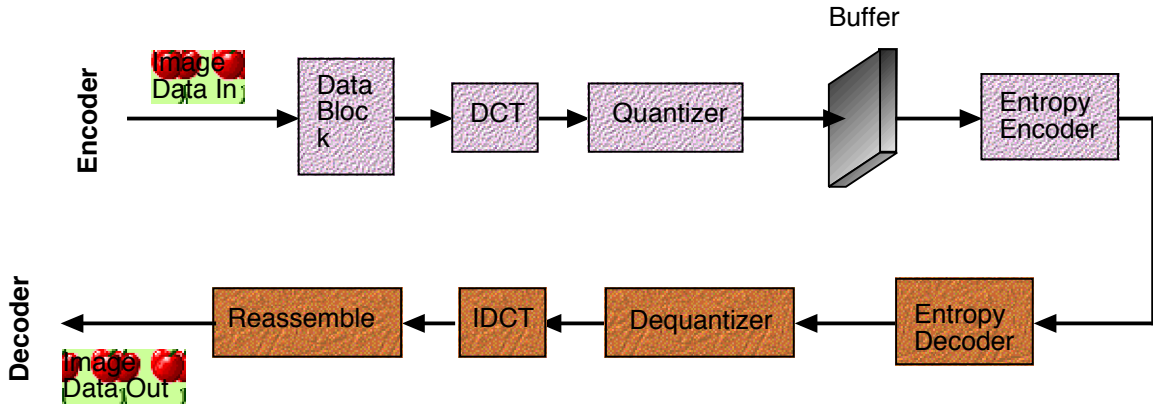 Buffer
Encoder
Image
Data In
Data
Bloc
k
DCT
Quantizer
Entropy
Encoder
Decoder
Reassemble
IDCT
Dequantizer
Entropy
Decoder
Image
Data Out